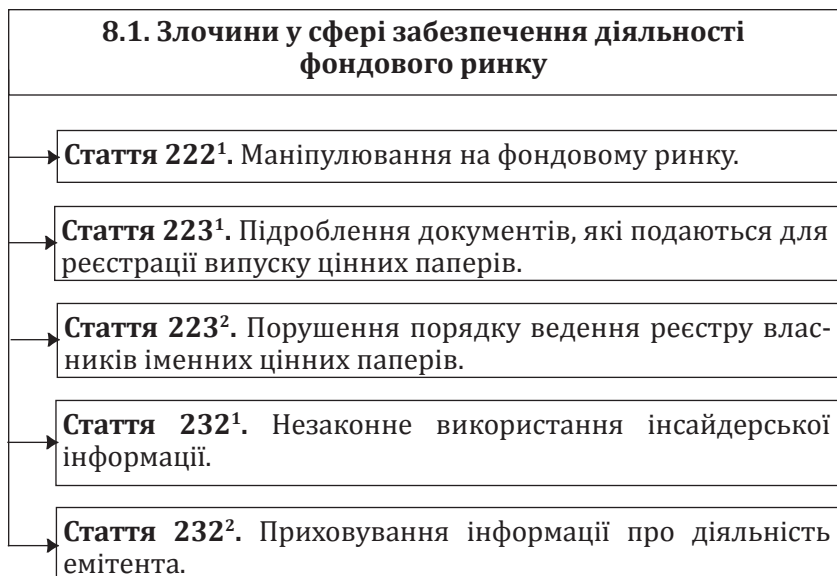 8.1. Злочини у сфері забезпечення діяльності
фондового ринку
Стаття 222¹. Маніпулювання на фондовому ринку.
Стаття 223¹. Підроблення документів, які подаються для
реєстрації випуску цінних паперів.
Стаття 223². Порушення порядку ведення реєстру влас-
ників іменних цінних паперів.
Стаття 232¹. Незаконне використання інсайдерської
інформації.
Стаття 232². Приховування інформації про діяльність
емітента.